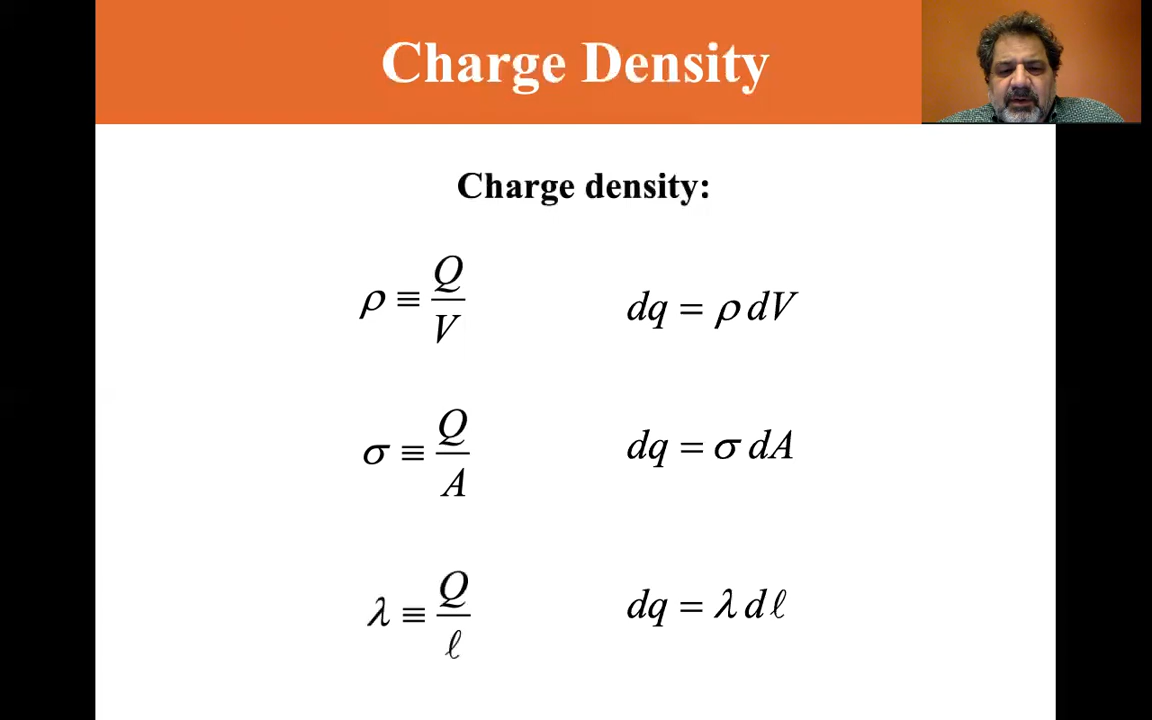 Charge Density
Charge density:
ρ ≡ Q/V dq = ρ dV
σ ≡ Q/A dq = σ dA
λ ≡ Q/ℓ dq = λ dℓ